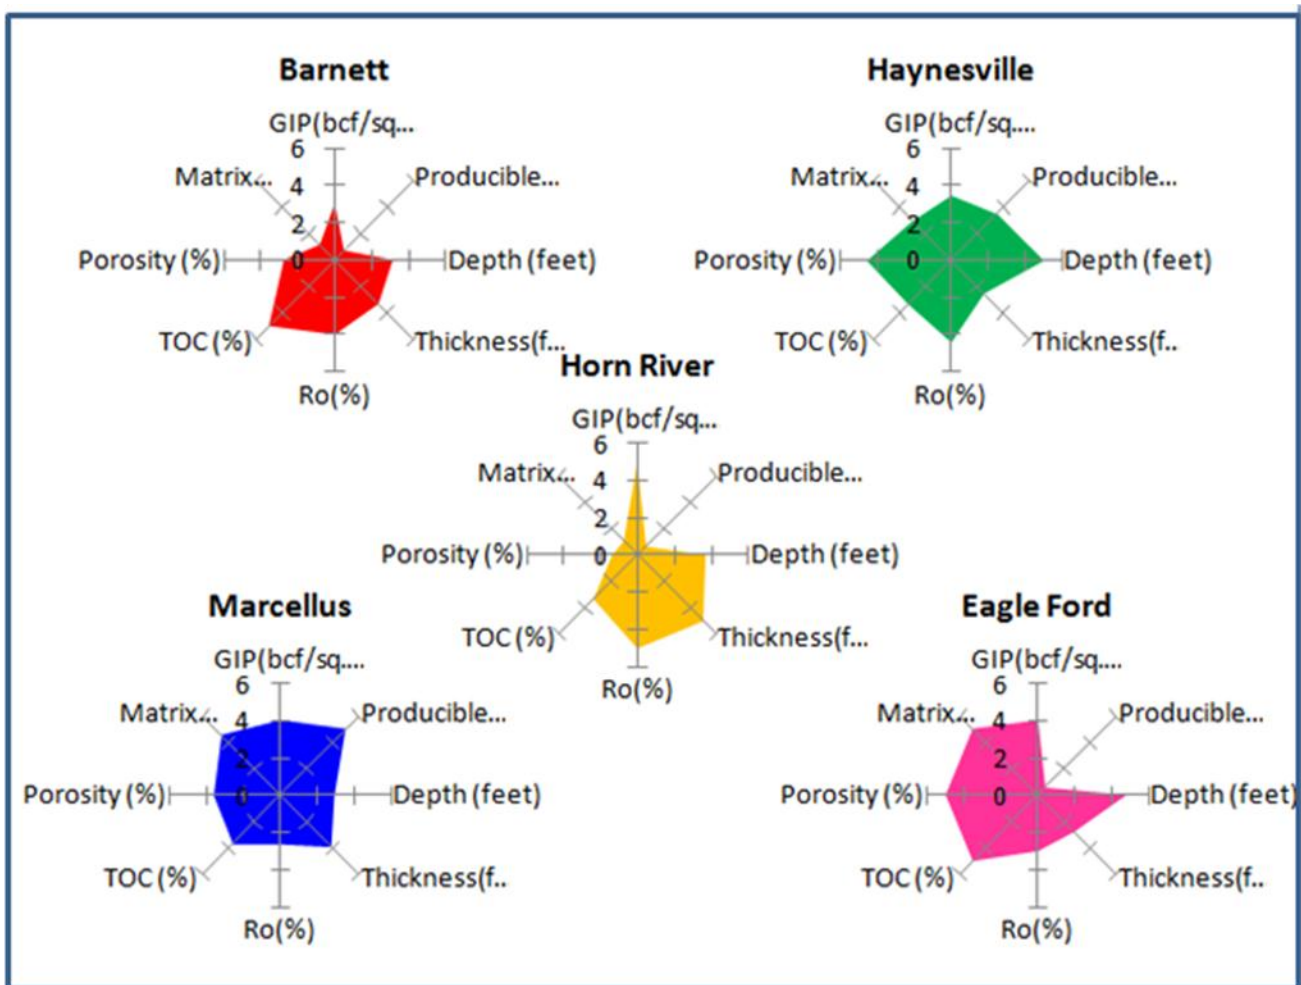 Barnett
GIP(bcf/sq...
6
Matrix...
4
Producible...
2
Porosity (%)
0
Depth (feet)
TOC (%)
Thickness(f...
Ro(%)
Haynesville
GIP(bcf/sq....
6
Matrix...
4
Producible...
2
Porosity (%)
0
Depth (feet)
TOC (%)
Thickness(f..
Ro(%)
Horn River
GIP(bcf/sq...
6
Matrix...
4
Producible...
2
Porosity (%)
0
Depth (feet)
TOC (%)
Thickness(f...
Ro(%)
Marcellus
GIP(bcf/sq....
6
Matrix...
4
Producible...
2
Porosity (%)
0
Depth (feet)
TOC (%)
Thickness(f..
Ro(%)
Eagle Ford
GIP(bcf/sq....
6
Matrix...
4
Producible...
2
Porosity (%)
0
Depth (feet)
TOC (%)
Thickness(f..
Ro(%)